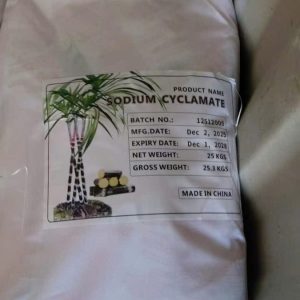 PRODUCT NAME
SODIUM CYCLAMATE
BATCH NO.: 12512005
MFG.DATE: Dec 2, 2025
EXPIRY DATE: Dec 1, 2028
NET WEIGHT: 25 KGS
GROSS WEIGHT: 25.3 KGS
MADE IN CHINA